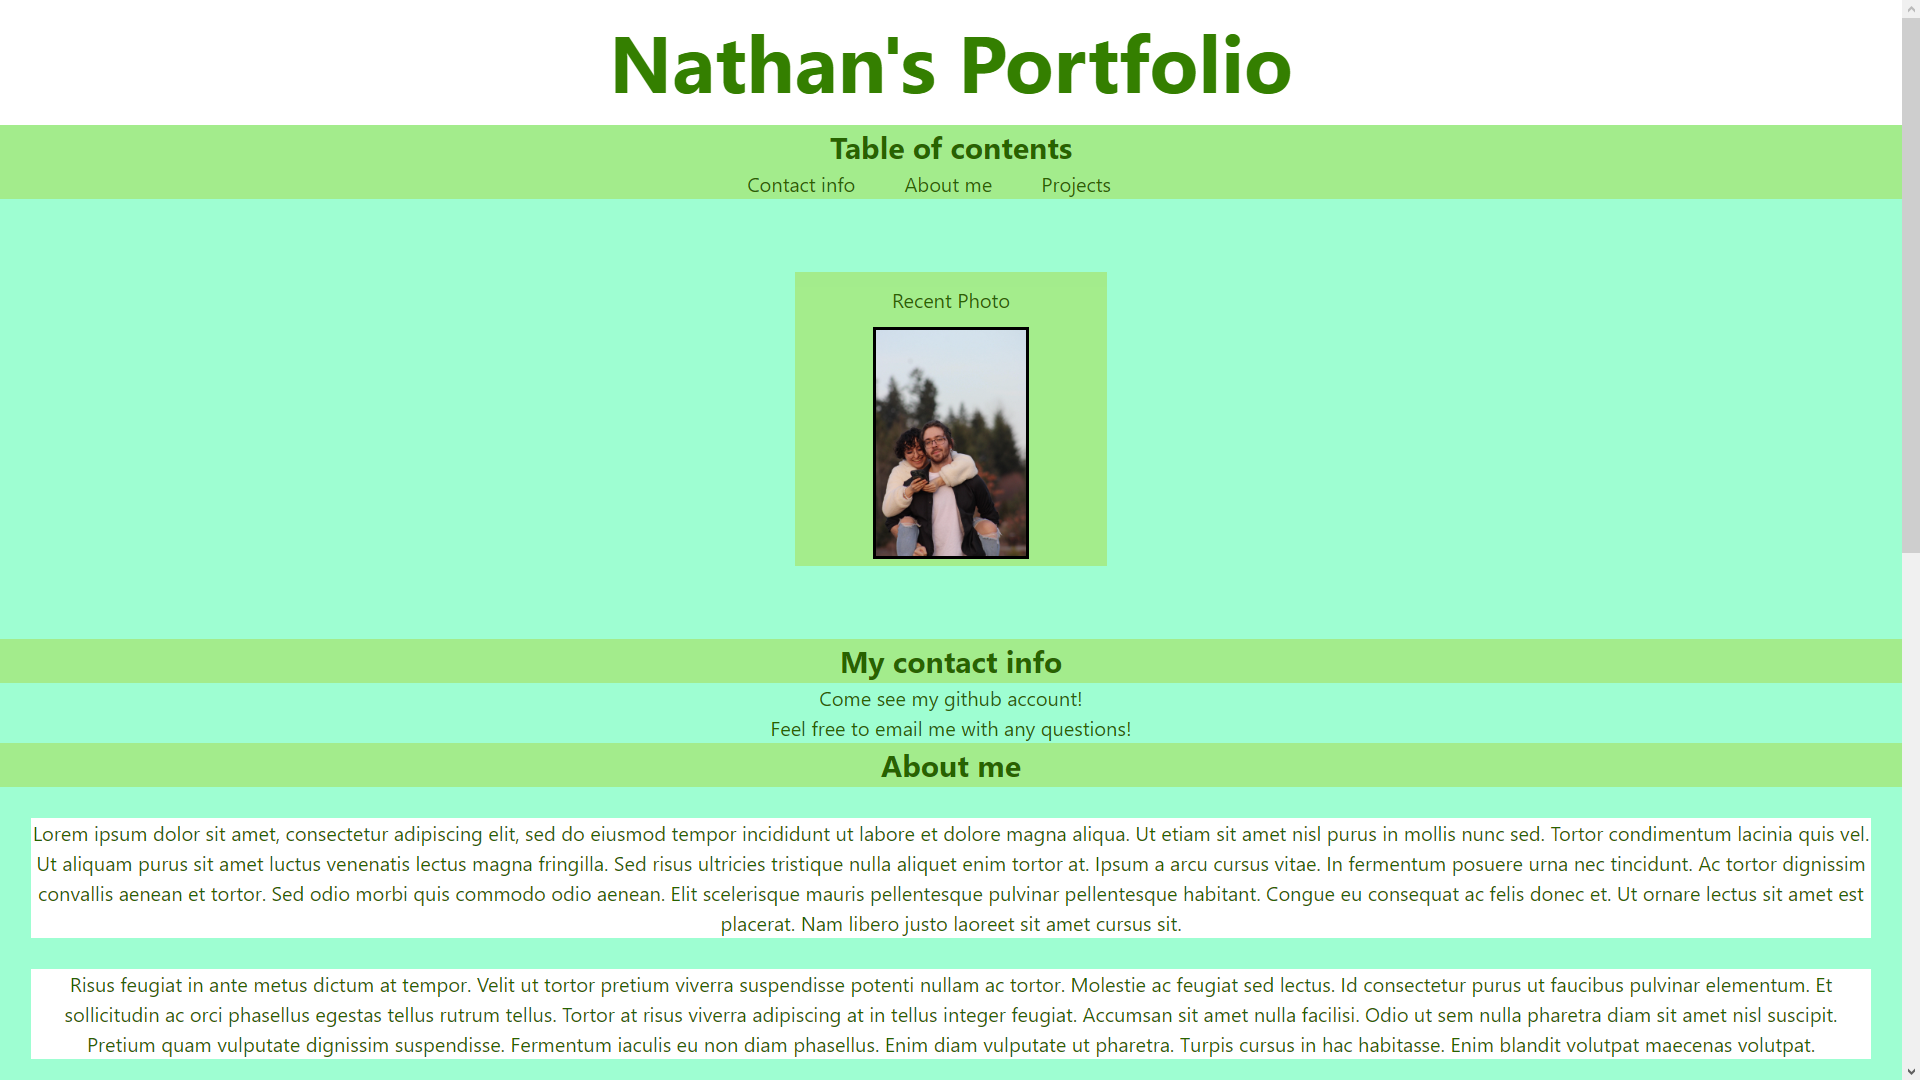 Nathan's Portfolio
Table of contents
Contact info About me Projects
Recent Photo
My contact info
Come see my github account!
Feel free to email me with any questions!
About me
Lorem ipsum dolor sit amet, consectetur adipiscing elit, sed do eiusmod tempor incididunt ut labore et dolore magna aliqua. Ut etiam sit amet nisl purus in mollis nunc sed. Tortor condimentum lacinia quis vel.
Ut aliquam purus sit amet luctus venenatis lectus magna fringilla. Sed risus ultricies tristique nulla aliquet enim tortor at. Ipsum a arcu cursus vitae. In fermentum posuere urna nec tincidunt. Ac tortor dignissim
convallis aenean et tortor. Sed odio morbi quis commodo odio aenean. Elit scelerisque mauris pellentesque pulvinar pellentesque habitant. Congue eu consequat ac felis donec et. Ut ornare lectus sit amet est
placerat. Nam libero justo laoreet sit amet cursus sit.
Risus feugiat in ante metus dictum at tempor. Velit ut tortor pretium viverra suspendisse potenti nullam ac tortor. Molestie ac feugiat sed lectus. Id consectetur purus ut faucibus pulvinar elementum. Et
sollicitudin ac orci phasellus egestas tellus rutrum tellus. Tortor at risus viverra adipiscing at in tellus integer feugiat. Accumsan sit amet nulla facilisi. Odio ut sem nulla pharetra diam sit amet nisl suscipit.
Pretium quam vulputate dignissim suspendisse. Fermentum iaculis eu non diam phasellus. Enim diam vulputate ut pharetra. Turpis cursus in hac habitasse. Enim blandit volutpat maecenas volutpat.